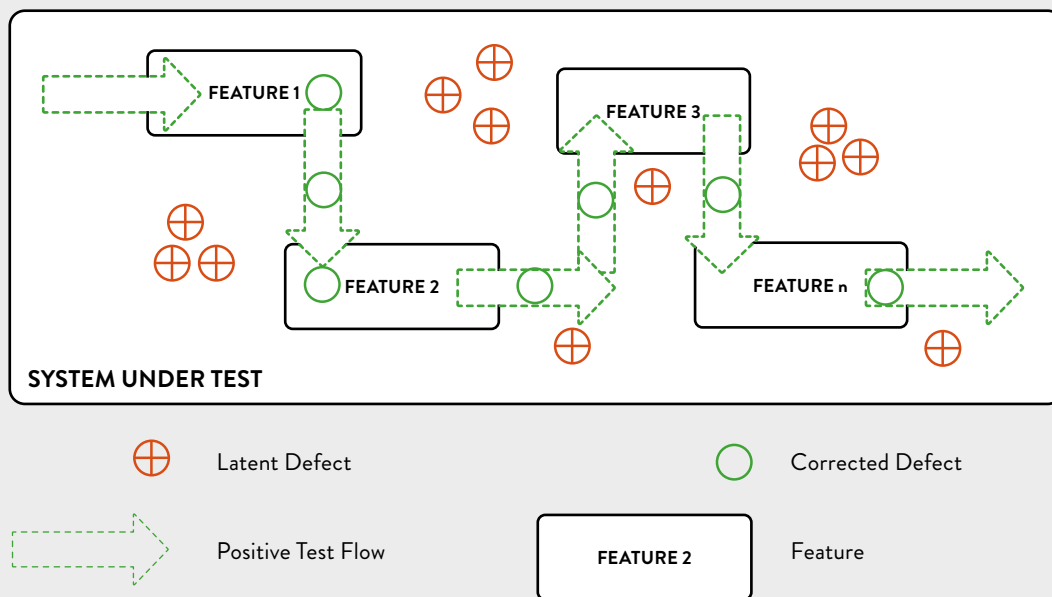 FEATURE 1
FEATURE 3
FEATURE 2
FEATURE n
SYSTEM UNDER TEST
Latent Defect
Corrected Defect
Positive Test Flow
FEATURE 2
Feature